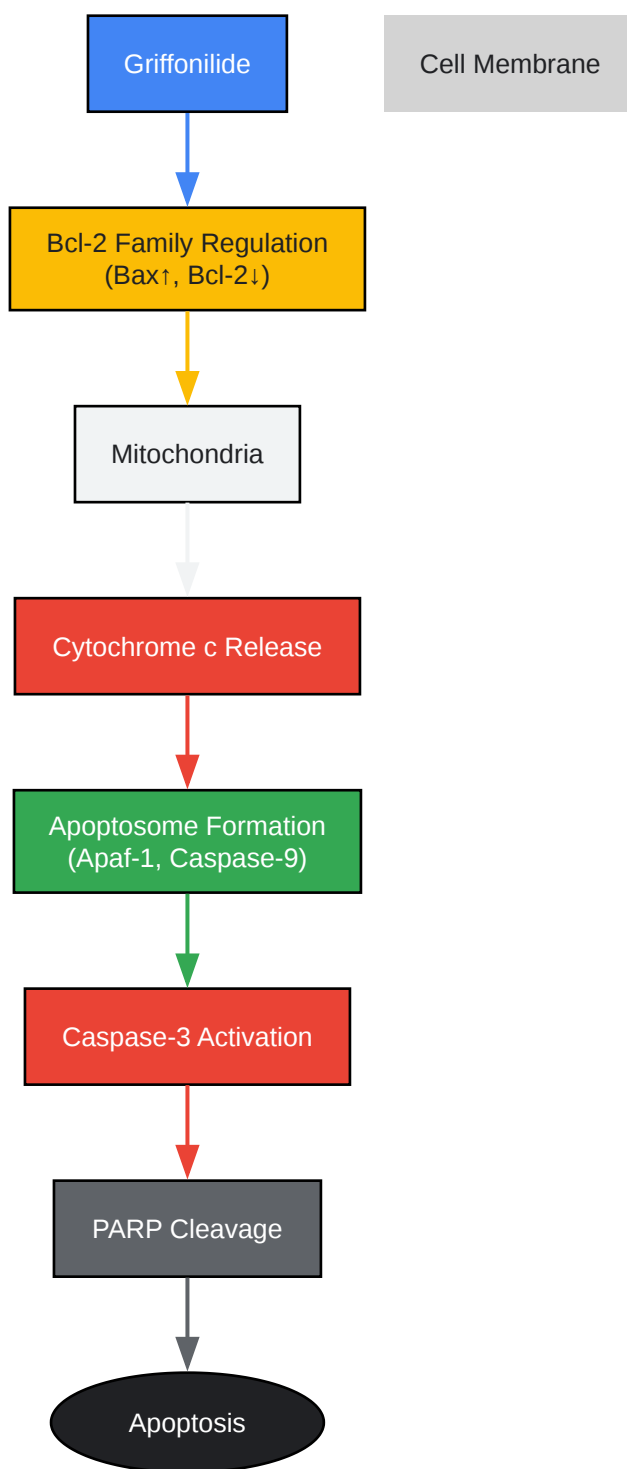 Griffonilide
Cell Membrane
Bcl-2 Family Regulation
(Bax↑, Bcl-2↓)
Mitochondria
Cytochrome c Release
Apoptosome Formation
(Apaf-1, Caspase-9)
Caspase-3 Activation
PARP Cleavage
Apoptosis